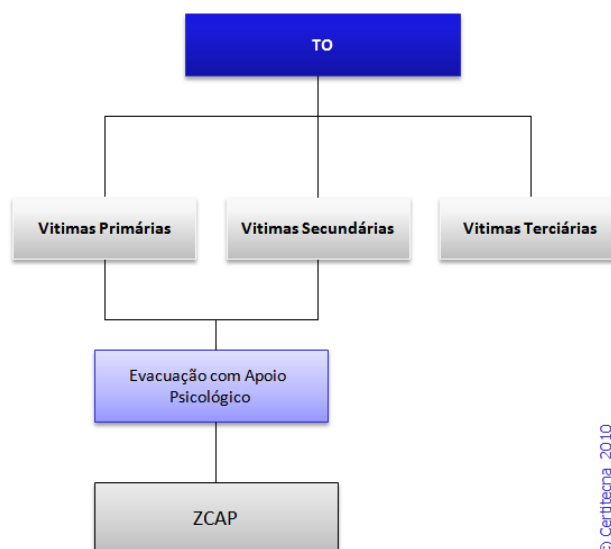 TO
Vitimas Primárias
Vitimas Secundárias
Vitimas Terciárias
Evacuação com Apoio
Psicológico
ZCAP
© Certitecna 2010